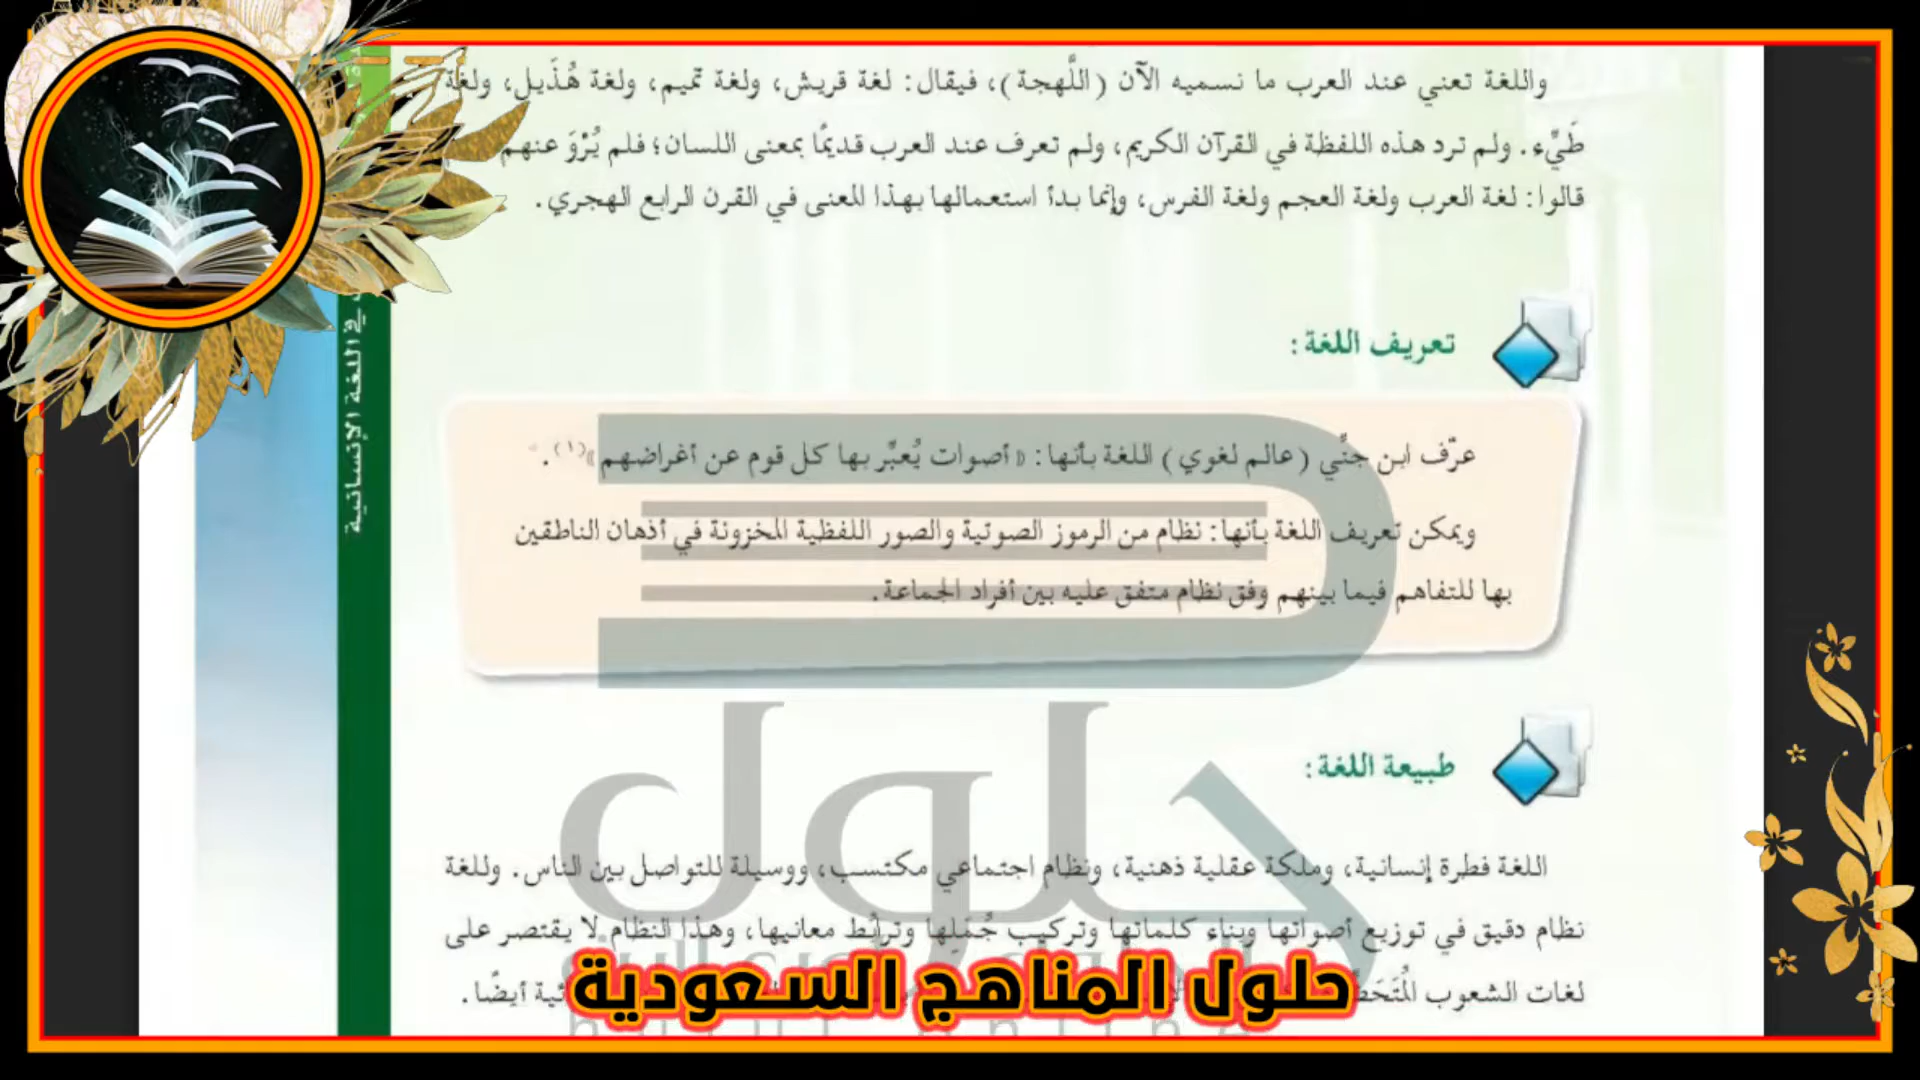 واللغة تعني عند العرب ما نسميه الآن (اللَّهجة)، فيقال: لغة قريش، ولغة تميم، ولغة هُذَيل، ولغة
طَيِّء. ولم ترد هذه اللفظة في القرآن الكريم، ولم تعرف عند العرب قديمًا بمعنى اللسان؛ فلم يُرْوَ عنهم
قالوا: لغة العرب ولغة العجم ولغة الفرس، وإنما بدأ استعمالها بهذا المعنى في القرن الرابع الهجري.
تعريف اللغة:
عرّف ابن جنِّي (عالم لغوي) اللغة بأنها: «أصوات يُعبِّر بها كل قوم عن أغراضهم»(١).
ويمكن تعريف اللغة بأنها: نظام من الرموز الصوتية والصور اللفظية المخزونة في أذهان الناطقين
بها للتفاهم فيما بينهم وفق نظام متفق عليه بين أفراد الجماعة.
طبيعة اللغة:
اللغة فطرة إنسانية، وملكة عقلية ذهنية، ونظام اجتماعي مكتسب، ووسيلة للتواصل بين الناس. وللغة
نظام دقيق في توزيع أصواتها وبناء كلماتها وتركيب جُمَلِها وترابُط معانيها، وهذا النظام لا يقتصر على
لغات الشعوب أيضًا.
في اللغة الإنسانية
حلول
حلول المناهج السعودية